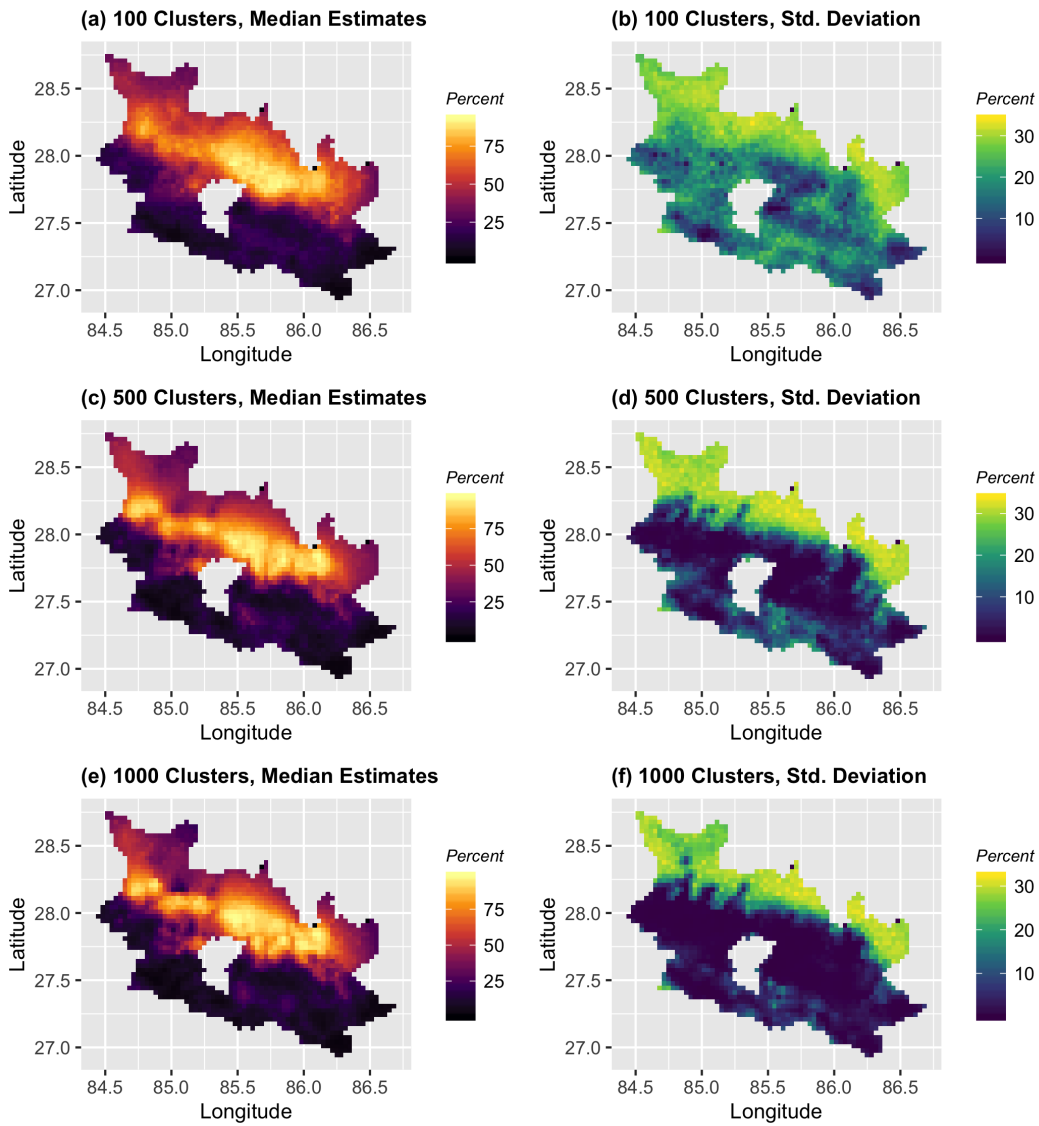 (a) 100 Clusters, Median Estimates
Latitude
28.5
28.0
27.5
27.0
84.5 85.0 85.5 86.0 86.5
Longitude
Percent
75
50
25
(b) 100 Clusters, Std. Deviation
Latitude
28.5
28.0
27.5
27.0
84.5 85.0 85.5 86.0 86.5
Longitude
Percent
30
20
10
(c) 500 Clusters, Median Estimates
Latitude
28.5
28.0
27.5
27.0
84.5 85.0 85.5 86.0 86.5
Longitude
Percent
75
50
25
(d) 500 Clusters, Std. Deviation
Latitude
28.5
28.0
27.5
27.0
84.5 85.0 85.5 86.0 86.5
Longitude
Percent
30
20
10
(e) 1000 Clusters, Median Estimates
Latitude
28.5
28.0
27.5
27.0
84.5 85.0 85.5 86.0 86.5
Longitude
Percent
75
50
25
(f) 1000 Clusters, Std. Deviation
Latitude
28.5
28.0
27.5
27.0
84.5 85.0 85.5 86.0 86.5
Longitude
Percent
30
20
10